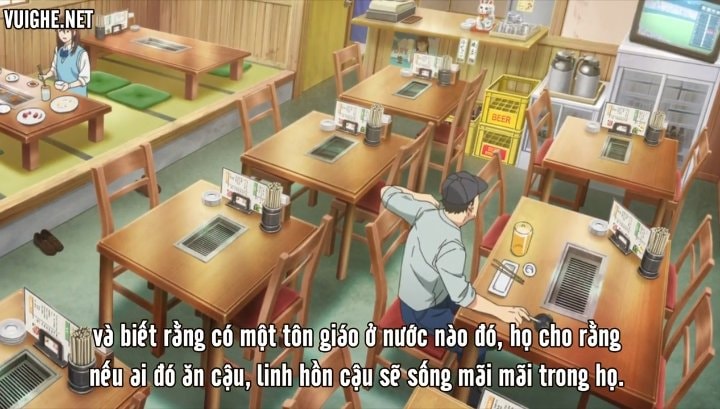 VUIGHE.NET
BEER
và biết rằng có một tôn giáo ở nước nào đó, họ cho rằng
nếu ai đó ăn cậu, linh hồn cậu sẽ sống mãi mãi trong họ.